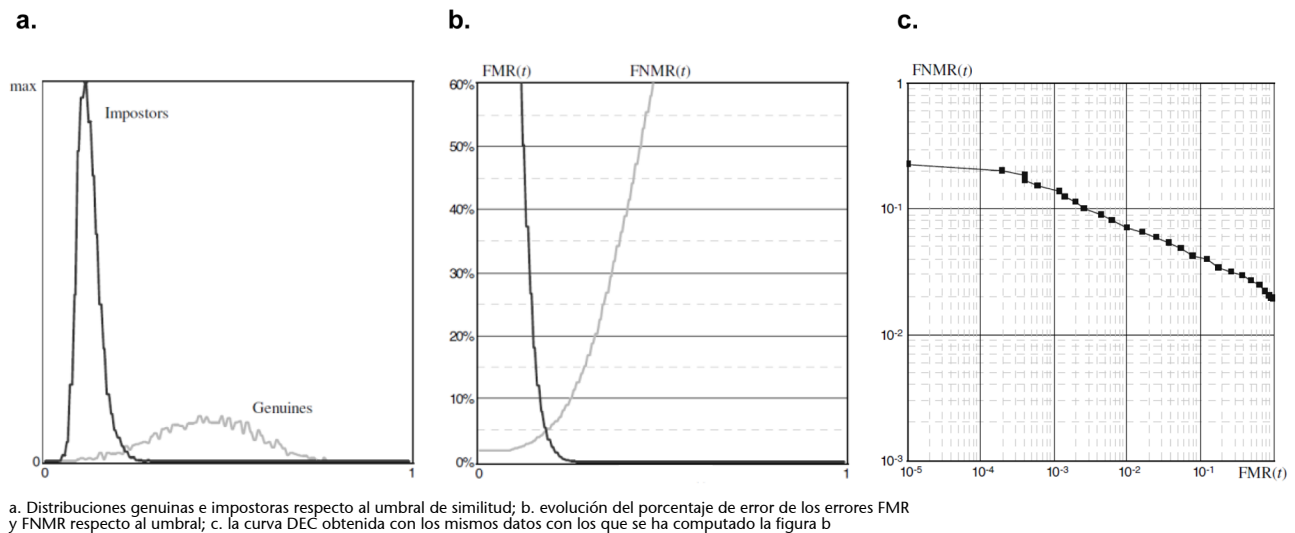 a.
max
Impostors
Genuines
0
0
1
b.
FMR(t)
FNMR(t)
60%
50%
40%
30%
20%
10%
0%
0
1
c.
FNMR(t)
1
10-1
10-2
10-3
10-5
10-4
10-3
10-2
10-1
FMR(t)
1
a. Distribuciones genuinas e impostoras respecto al umbral de similitud; b. evolución del porcentaje de error de los errores FMR
y FNMR respecto al umbral; c. la curva DEC obtenida con los mismos datos con los que se ha computado la figura b